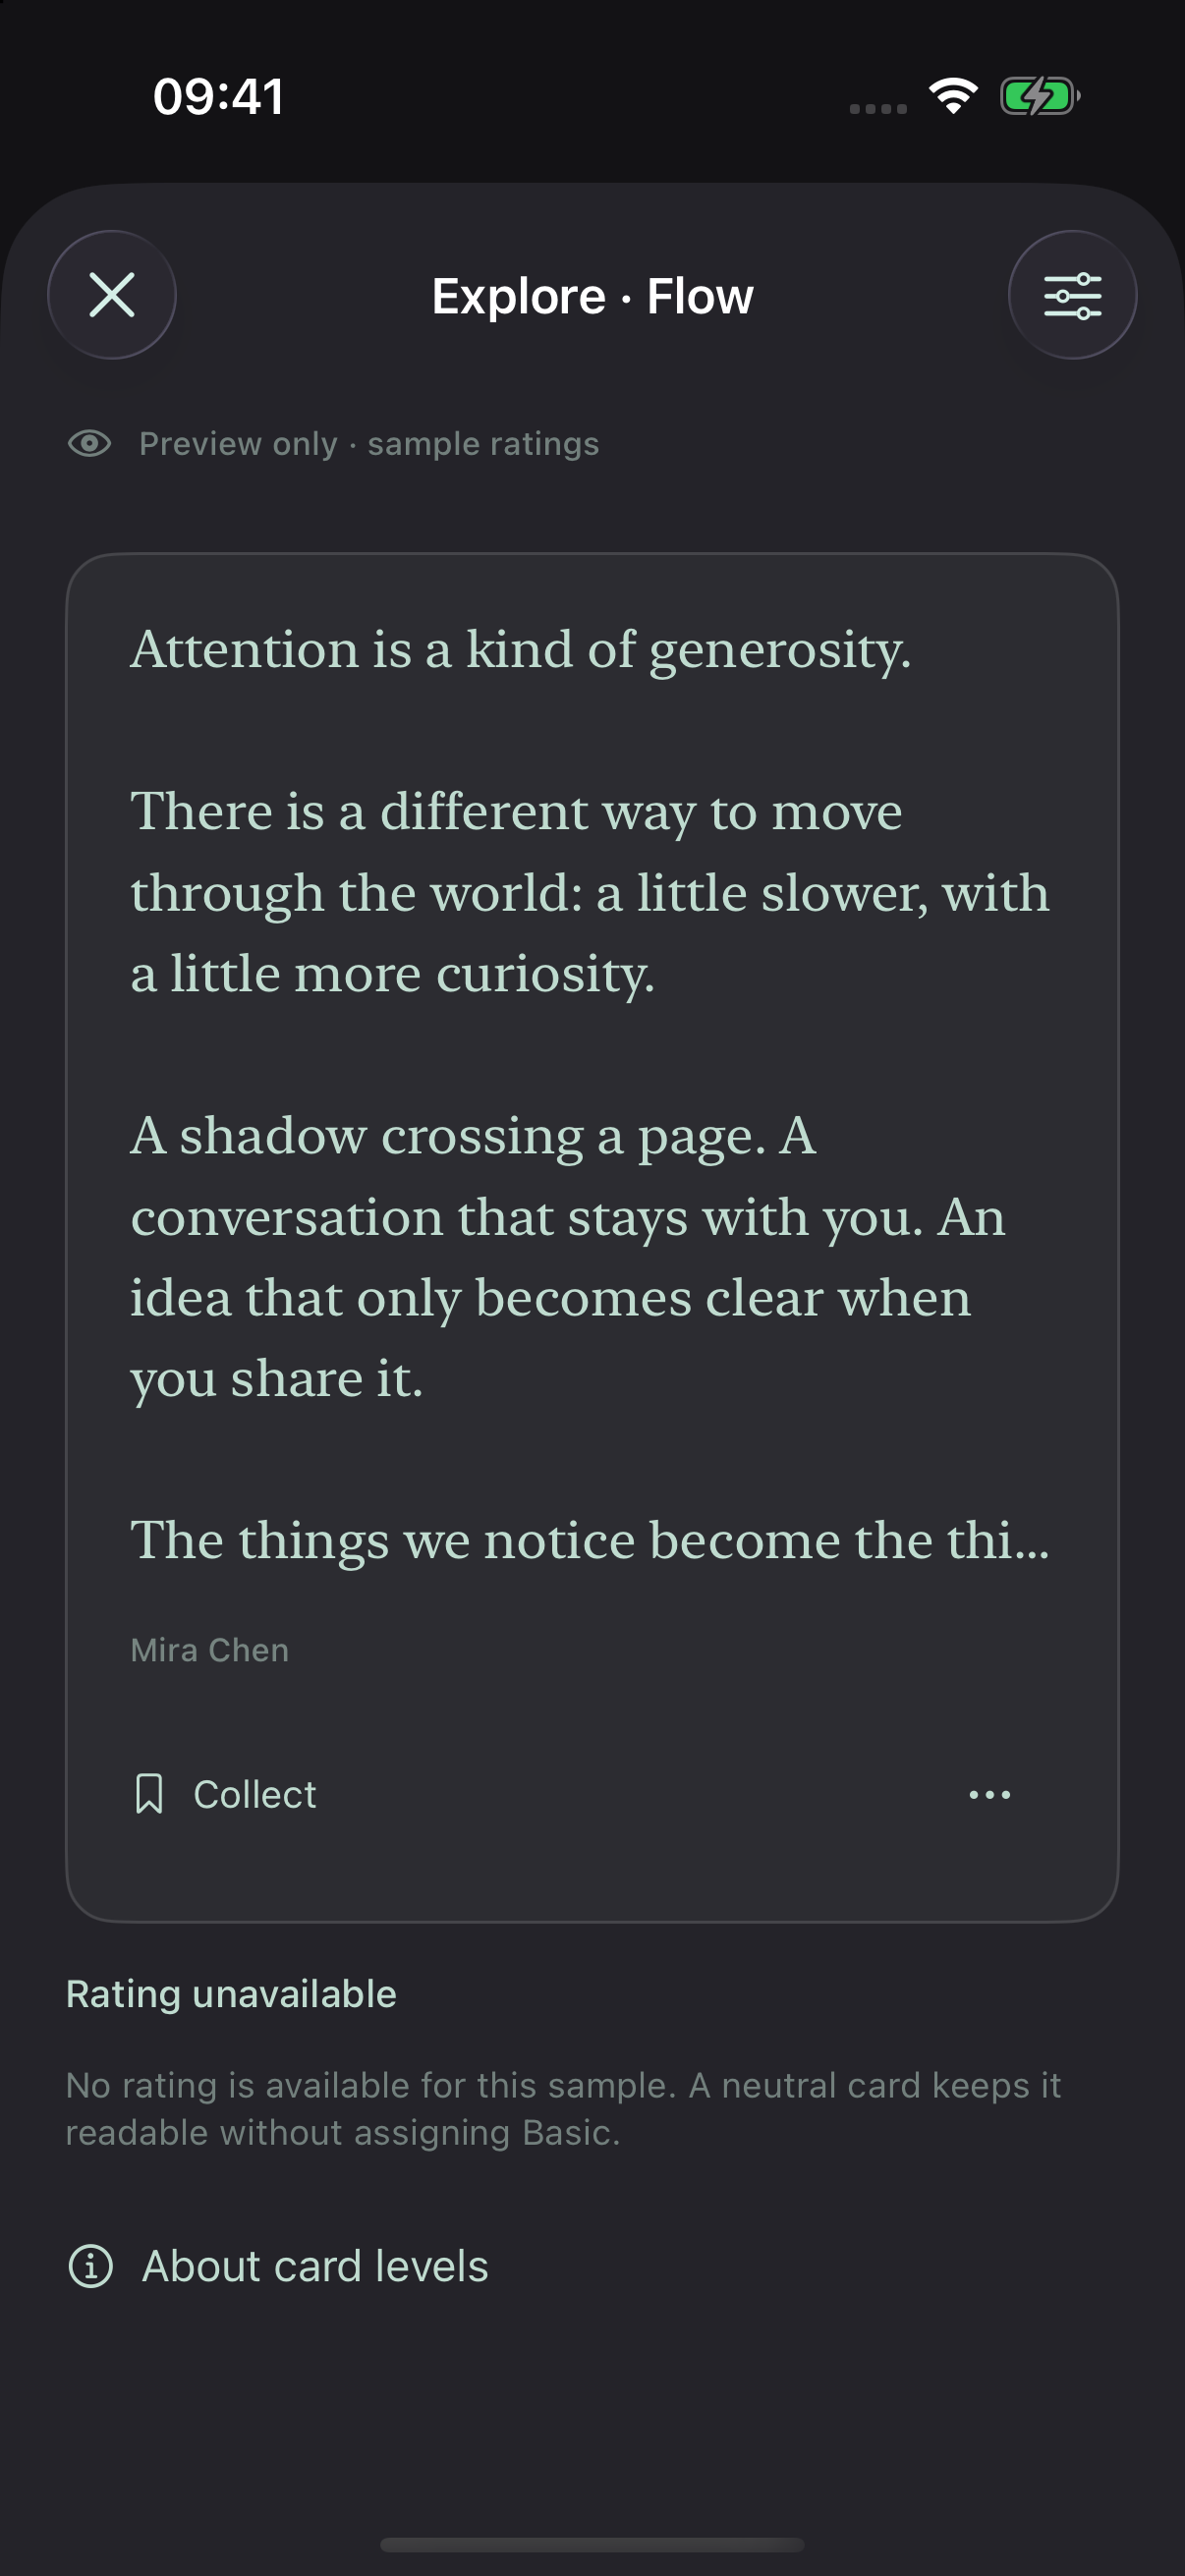 09:41
Explore · Flow
Preview only · sample ratings
Attention is a kind of generosity.
There is a different way to move
through the world: a little slower, with
a little more curiosity.
A shadow crossing a page. A
conversation that stays with you. An
idea that only becomes clear when
you share it.
The things we notice become the thi...
Mira Chen
Collect
Rating unavailable
No rating is available for this sample. A neutral card keeps it
readable without assigning Basic.
About card levels